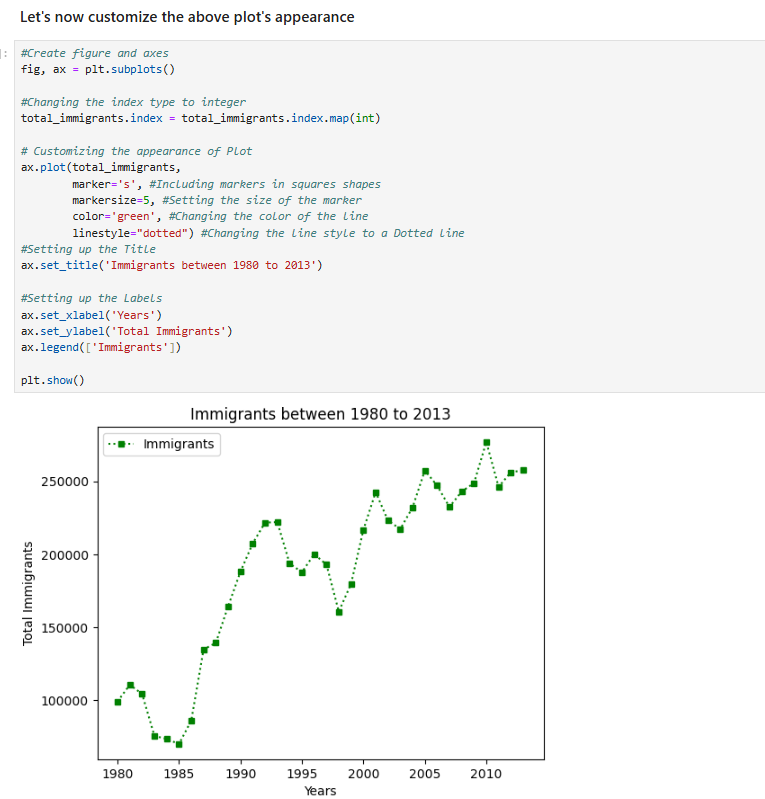 Let's now customize the above plot's appearance
]:
#Create figure and axes
fig, ax = plt.subplots()
#Changing the index type to integer
total_immigrants.index = total_immigrants.index.map(int)
# Customizing the appearance of Plot
ax.plot(total_immigrants,
marker='s', #Including markers in squares shapes
markersize=5, #Setting the size of the marker
color='green', #Changing the color of the line
linestyle="dotted") #Changing the line style to a Dotted line
#Setting up the Title
ax.set_title('Immigrants between 1980 to 2013')
#Setting up the Labels
ax.set_xlabel('Years')
ax.set_ylabel('Total Immigrants')
ax.legend(['Immigrants'])
plt.show()
Immigrants between 1980 to 2013
Immigrants
250000
200000
150000
100000
Total Immigrants
1980 1985 1990 1995 2000 2005 2010
Years